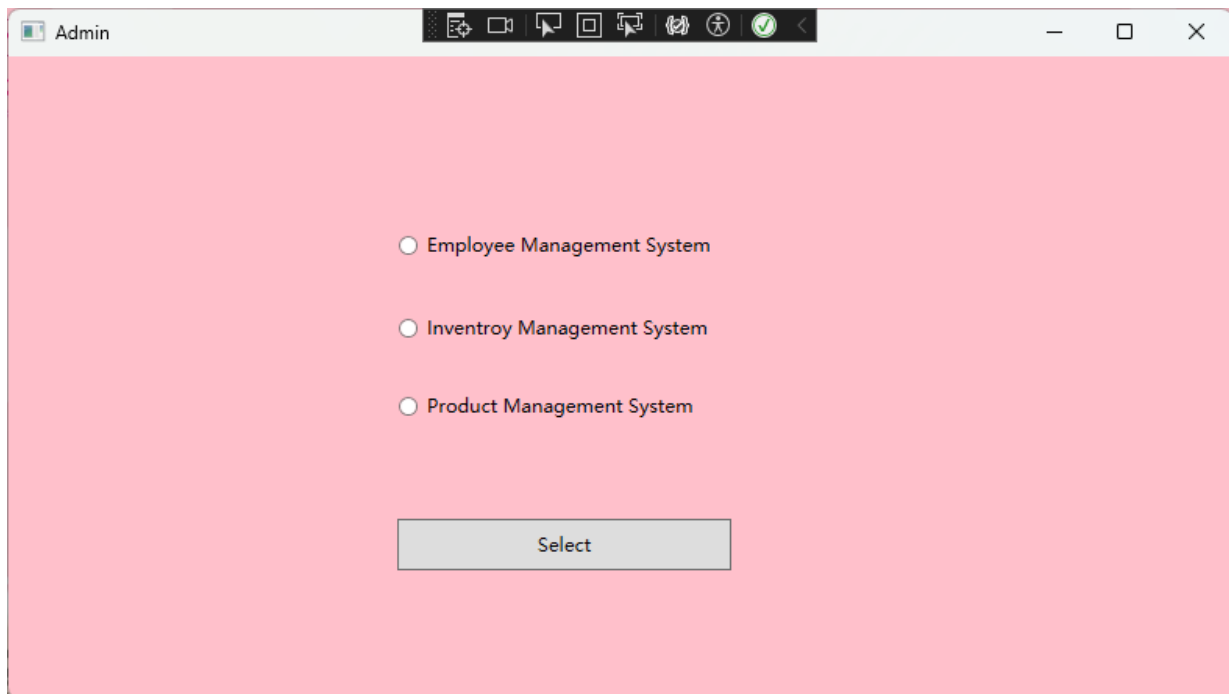 Admin
Employee Management System
Inventroy Management System
Product Management System
Select